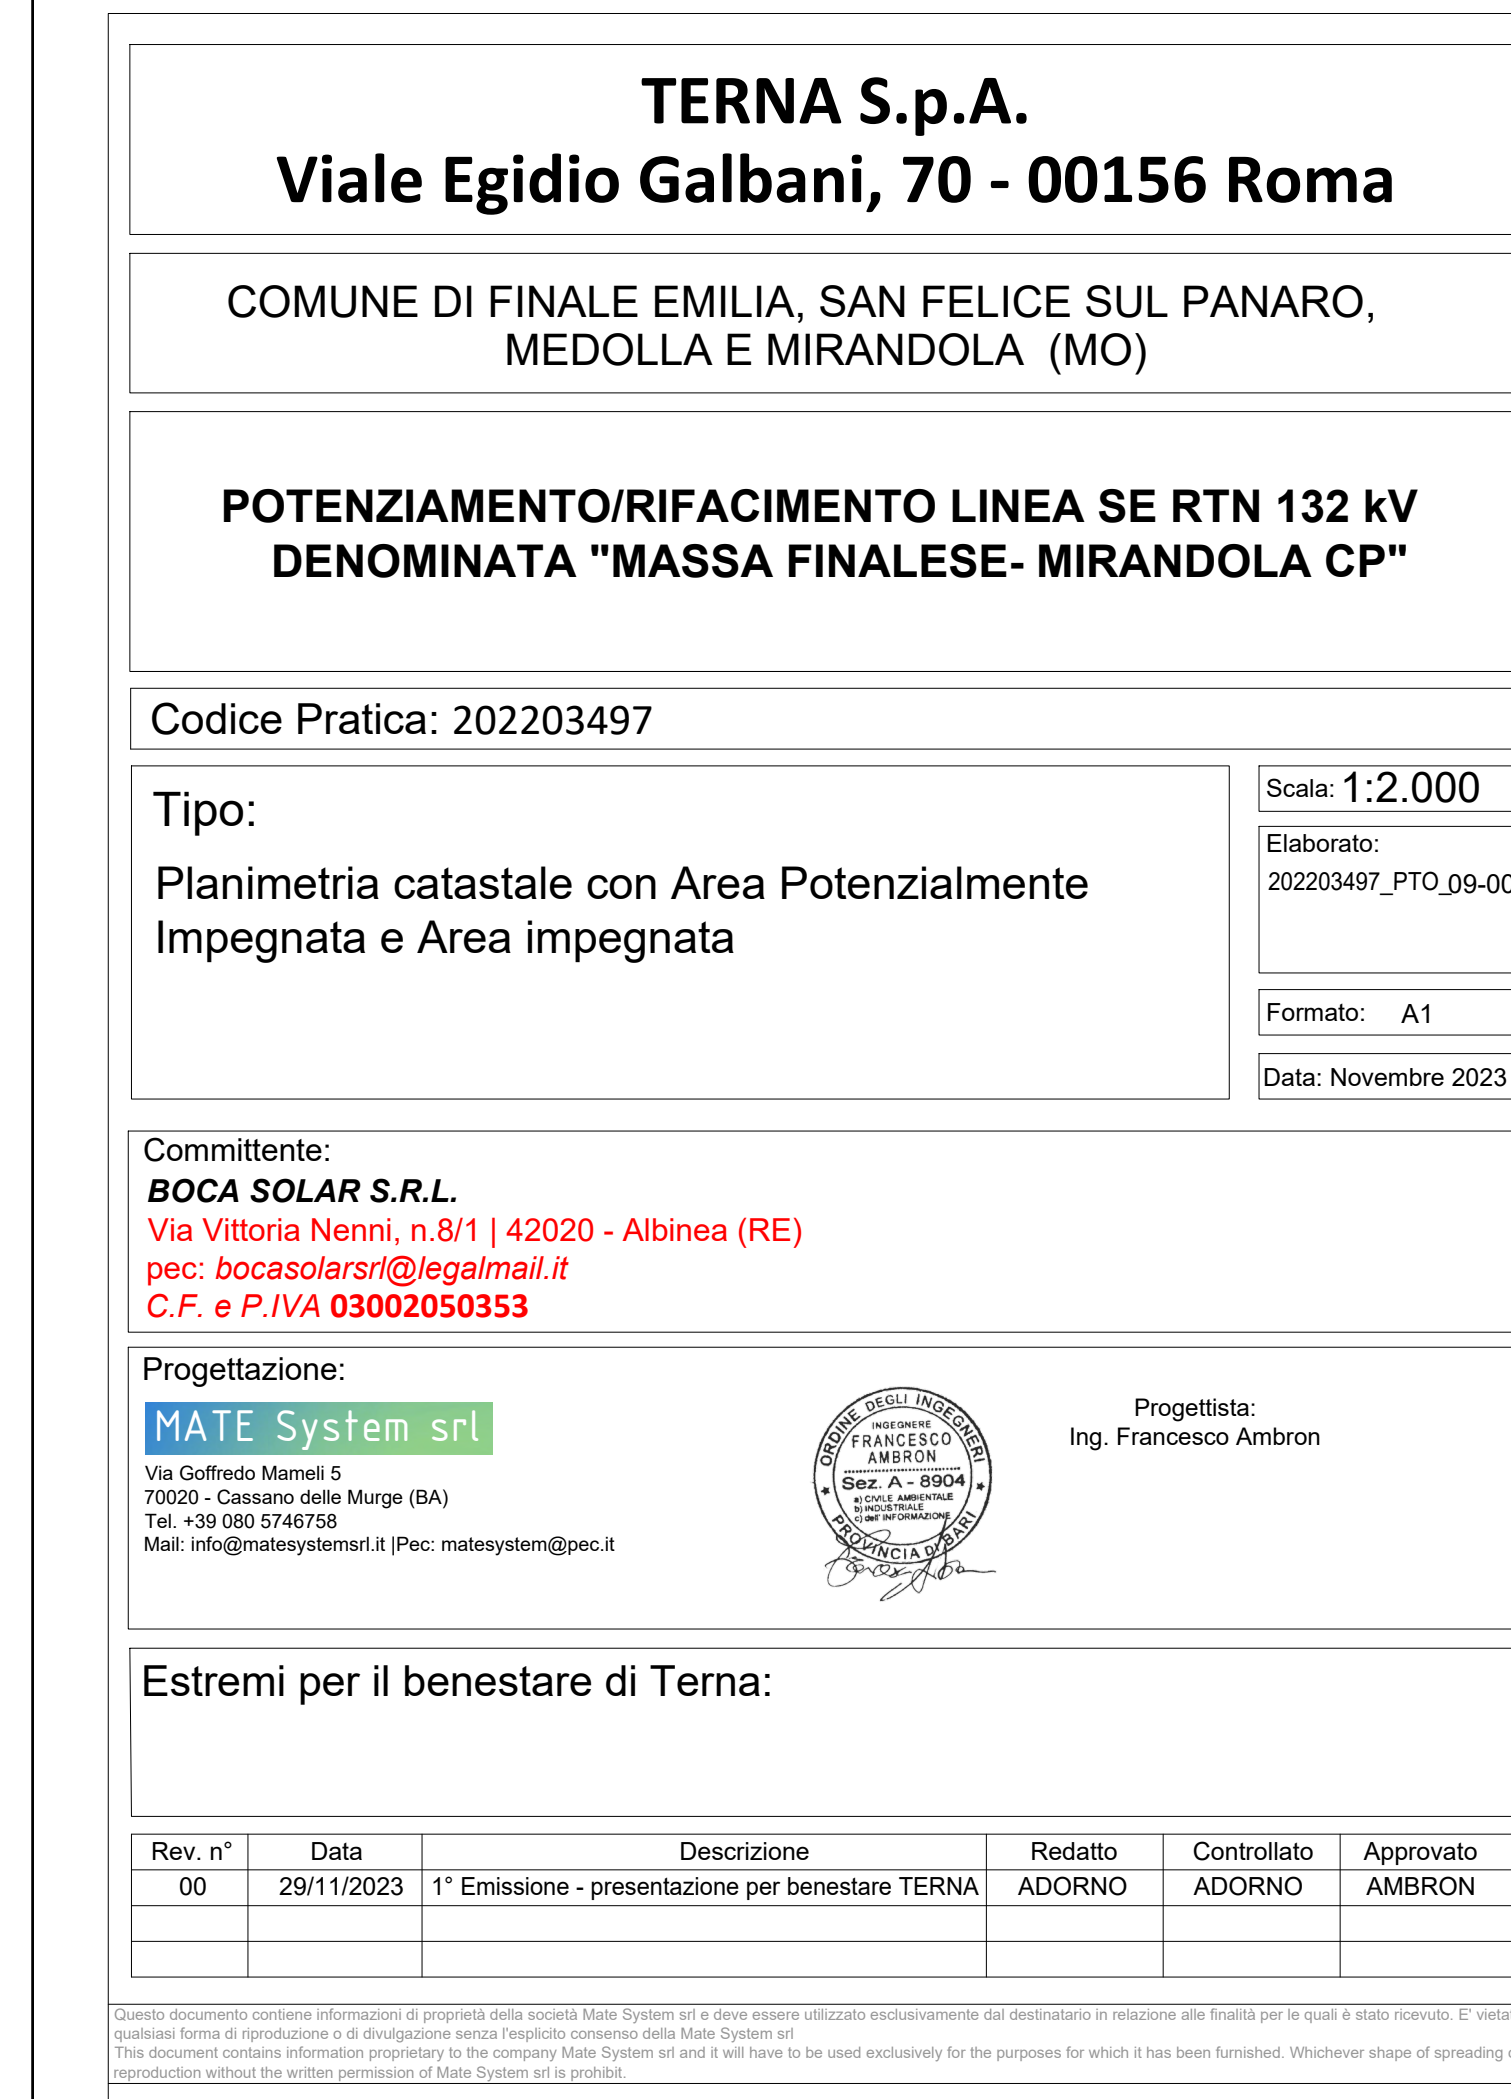 TERNA S.p.A.
Viale Egidio Galbani, 70 - 00156 Roma
COMUNE DI FINALE EMILIA, SAN FELICE SUL PANARO,
MEDOLLA E MIRANDOLA (MO)
POTENZIAMENTO/RIFACIMENTO LINEA SE RTN 132 kV
DENOMINATA "MASSA FINALESE- MIRANDOLA CP"
Codice Pratica: 202203497
Tipo:
Planimetria catastale con Area Potenzialmente
Impegnata e Area impegnata
Scala: 1:2.000
Elaborato:
202203497_PTO_09-00
Formato: A1
Data: Novembre 2023
Committente:
BOCA SOLAR S.R.L.
Via Vittoria Nenni, n.8/1 | 42020 - Albinea (RE)
pec: bocasolarsrl@legalmail.it
C.F. e P.IVA 03002050353
Progettazione:
MATE System srl
Via Goffredo Mameli 5
70020 - Cassano delle Murge (BA)
Tel. +39 080 5746758
Mail: info@matesystemsrl.it |Pec: matesystem@pec.it
ORDINE DEGLI INGEGNERI
INGEGNERE
FRANCESCO
AMBRON
Sez. A - 8904
a) CIVILE AMBIENTALE
b) INDUSTRIALE
c) dell' INFORMAZIONE
PROVINCIA DI BARI
Progettista:
Ing. Francesco Ambron
Estremi per il benestare di Terna:
Rev. n° Data Descrizione Redatto Controllato Approvato
00 29/11/2023 1° Emissione - presentazione per benestare TERNA ADORNO ADORNO AMBRON
Questo documento contiene informazioni di proprietà della società Mate System srl e deve essere utilizzato esclusivamente dal destinatario in relazione alle finalità per le quali è stato ricevuto. E' vietat
qualsiasi forma di riproduzione o di divulgazione senza l'esplicito consenso della Mate System srl
This document contains information proprietary to the company Mate System srl and it will have to be used exclusively for the purposes for which it has been furnished. Whichever shape of spreading
reproduction without the written permission of Mate System srl is prohibit.